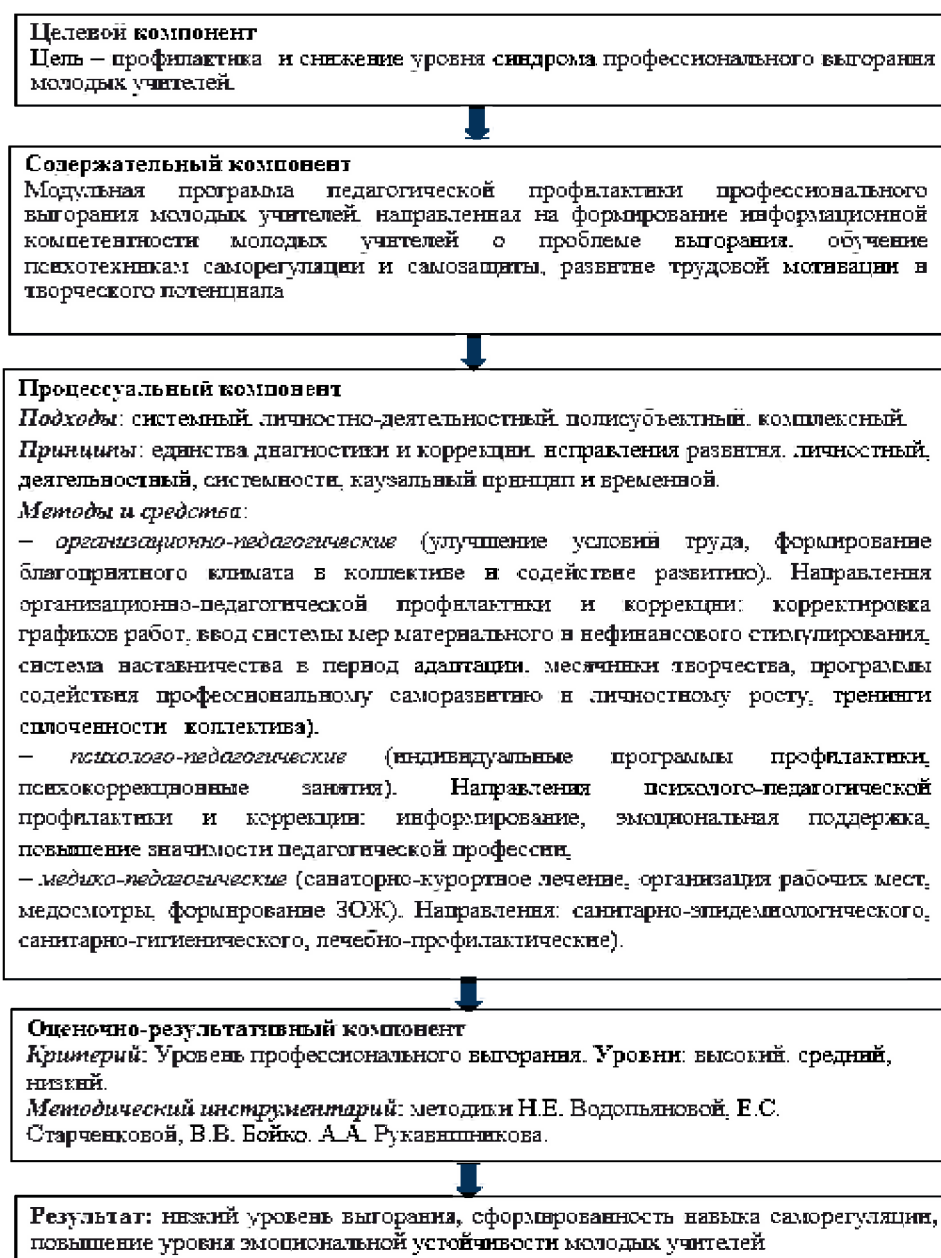 Целевой компонент
Цель – профилактика и снижение уровня синдрома профессионального выгорания
молодых учителей.
Содержательный компонент
Модульная программа педагогической профилактики профессионального
выгорания молодых учителей, направленная на формирование информационной
компетентности молодых учителей о проблеме выгорания, обучение
психотехникам саморегуляции и самозащиты, развитие трудовой мотивации и
творческого потенциала
Процессуальный компонент
Подходы: системный, личностно-деятельностный, полисубъектный, комплексный.
Принципы: единства диагностики и коррекции, исправления развития, личностный,
деятельностный, системности, каузальный принцип и временной.
Методы и средства:
– организационно-педагогические (улучшение условий труда, формирование
благоприятного климата в коллективе и содействие развитию). Направления
организационно-педагогической профилактики и коррекции: корректировка
графиков работ, ввод системы мер материального и нефинансового стимулирования,
система наставничества в период адаптации, месячники творчества, программы
содействия профессиональному саморазвитию и личностному росту, тренинги
сплоченности коллектива).
– психолого-педагогические (индивидуальные программы профилактики,
психокоррекционные занятия). Направления психолого-педагогической
профилактики и коррекции: информирование, эмоциональная поддержка,
повышение значимости педагогической профессии,
– медико-педагогические (санаторно-курортное лечение, организация рабочих мест,
медосмотры, формирование ЗОЖ). Направления: санитарно-эпидемиологического,
санитарно-гигиенического, лечебно-профилактические).
Оценочно-результативный компонент
Критерий: Уровень профессионального выгорания. Уровни: высокий, средний,
низкий.
Методический инструментарий: методики Н.Е. Водопьяновой, Е.С.
Старченковой, В.В. Бойко, А.А. Рукавишникова.
Результат: низкий уровень выгорания, сформированность навыка саморегуляции,
повышение уровня эмоциональной устойчивости молодых учителей